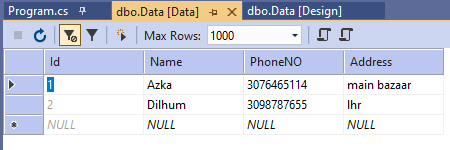 Program.cs dbo.Data [Data] dbo.Data [Design]
Max Rows: 1000
Id Name PhoneNO Address
1 Azka 3076465114 main bazaar
2 Dilhum 3098787655 lhr
NULL NULL NULL NULL